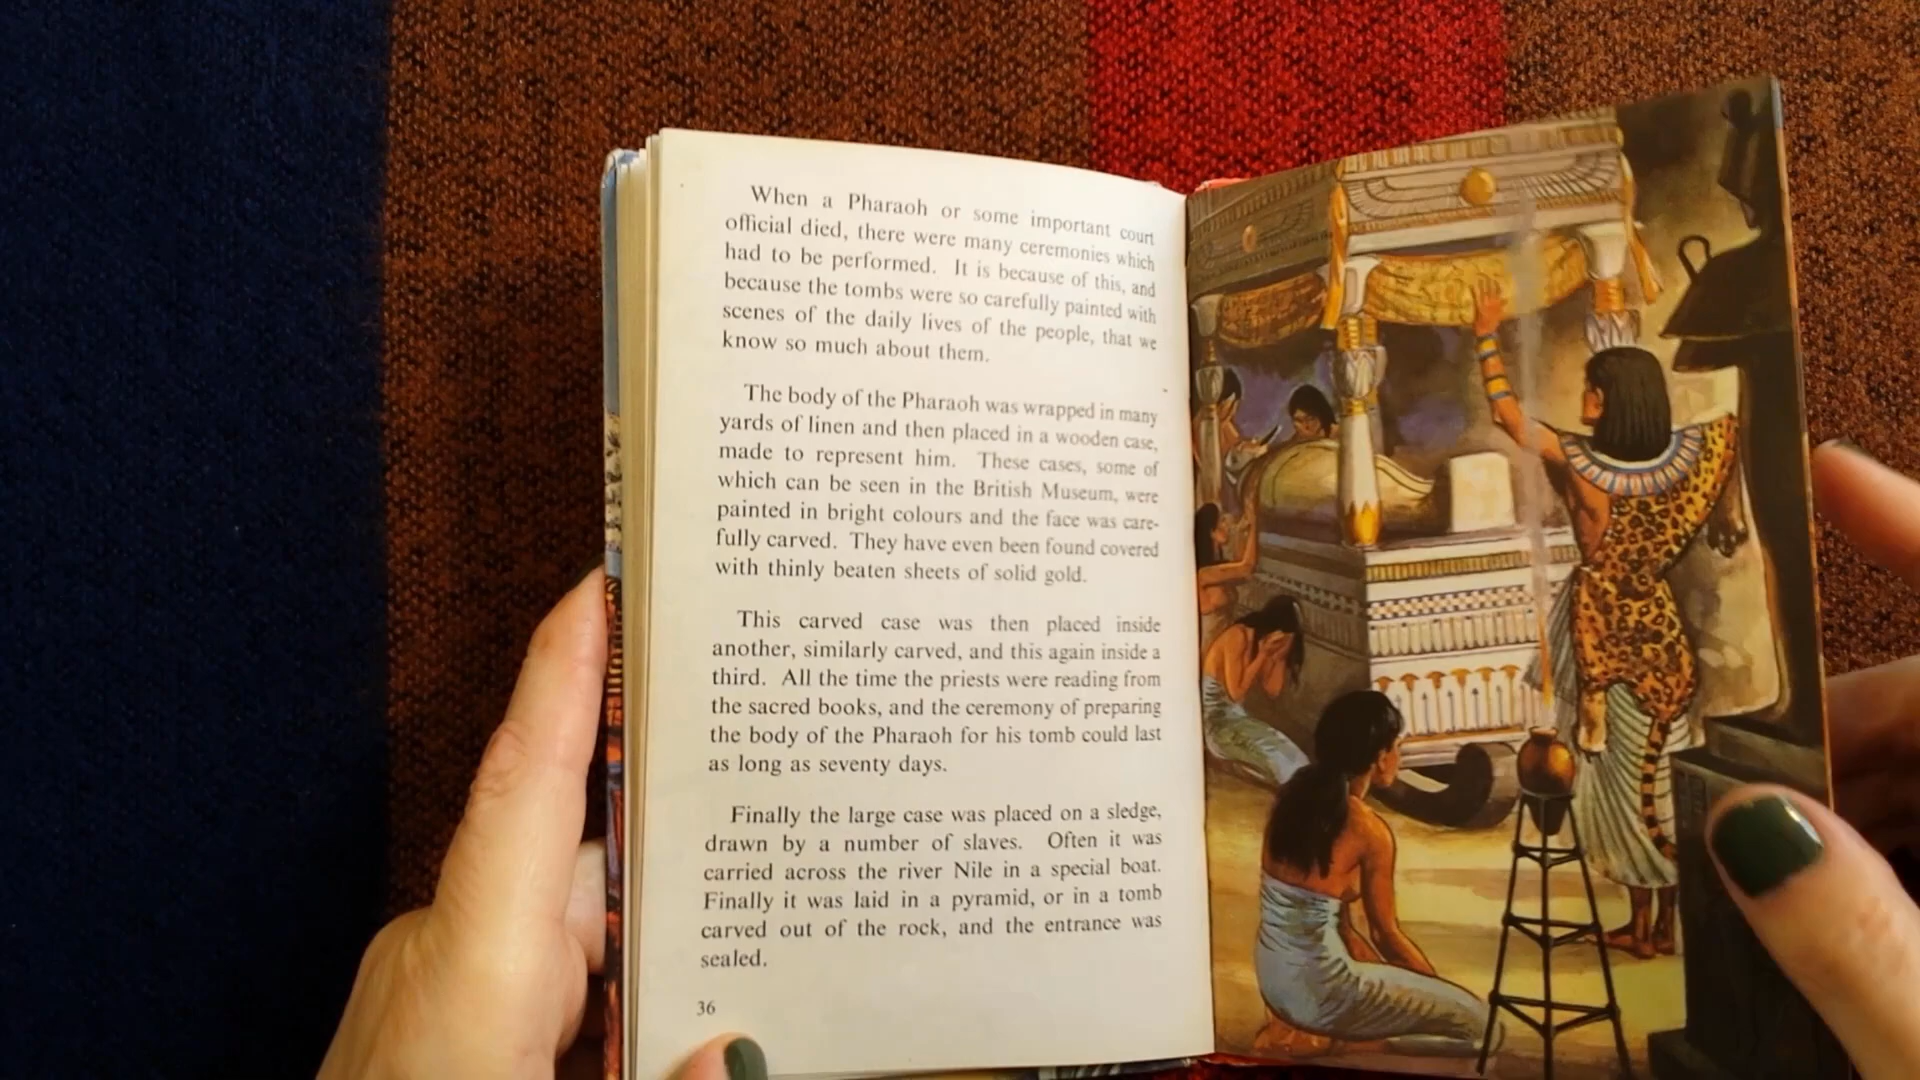 When a Pharaoh or some important court
official died, there were many ceremonies which
had to be performed. It is because of this, and
because the tombs were so carefully painted with
scenes of the daily lives of the people, that we
know so much about them.
The body of the Pharaoh was wrapped in many
yards of linen and then placed in a wooden case,
made to represent him. These cases, some of
which can be seen in the British Museum, were
painted in bright colours and the face was care-
fully carved. They have even been found covered
with thinly beaten sheets of solid gold.
This carved case was then placed inside
another, similarly carved, and this again inside a
third. All the time the priests were reading from
the sacred books, and the ceremony of preparing
the body of the Pharaoh for his tomb could last
as long as seventy days.
Finally the large case was placed on a sledge,
drawn by a number of slaves. Often it was
carried across the river Nile in a special boat.
Finally it was laid in a pyramid, or in a tomb
carved out of the rock, and the entrance was
sealed.
36